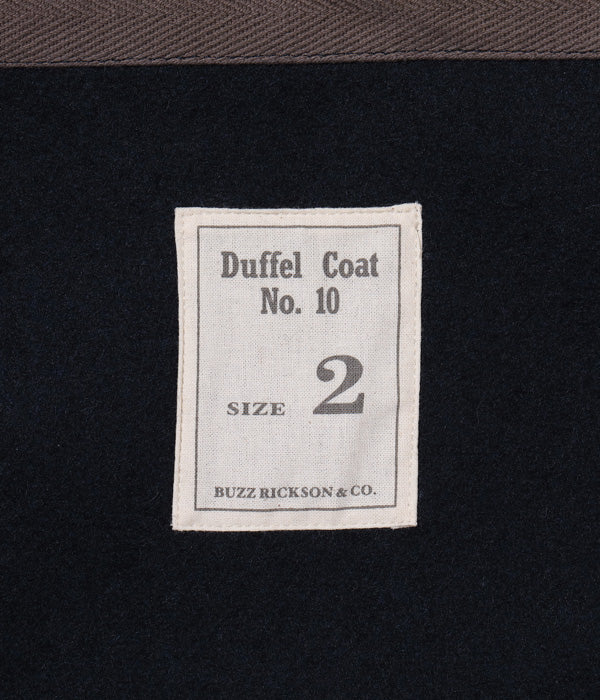 Duffel Coat
No. 10
SIZE 2
BUZZ RICKSON & CO.